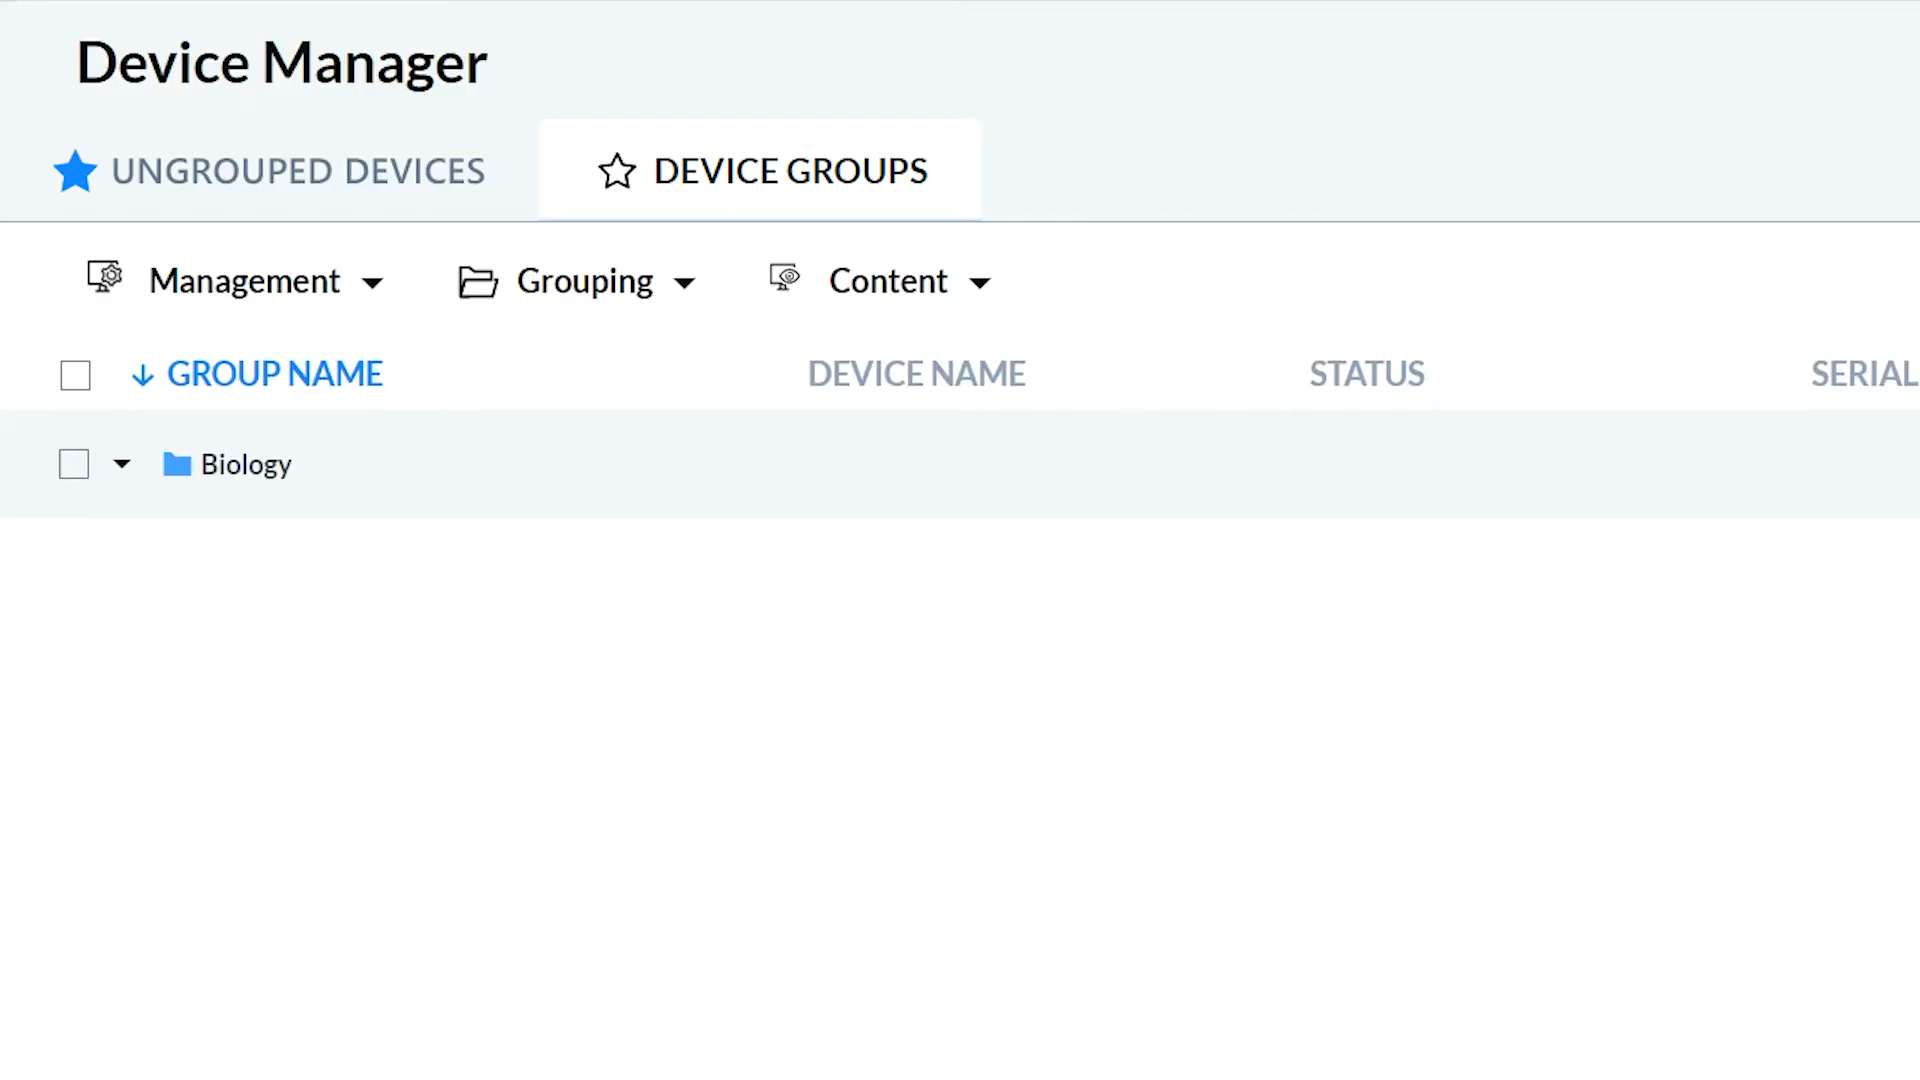 Device Manager
UNGROUPED DEVICES DEVICE GROUPS
Management Grouping Content
GROUP NAME DEVICE NAME STATUS SERIAL
Biology